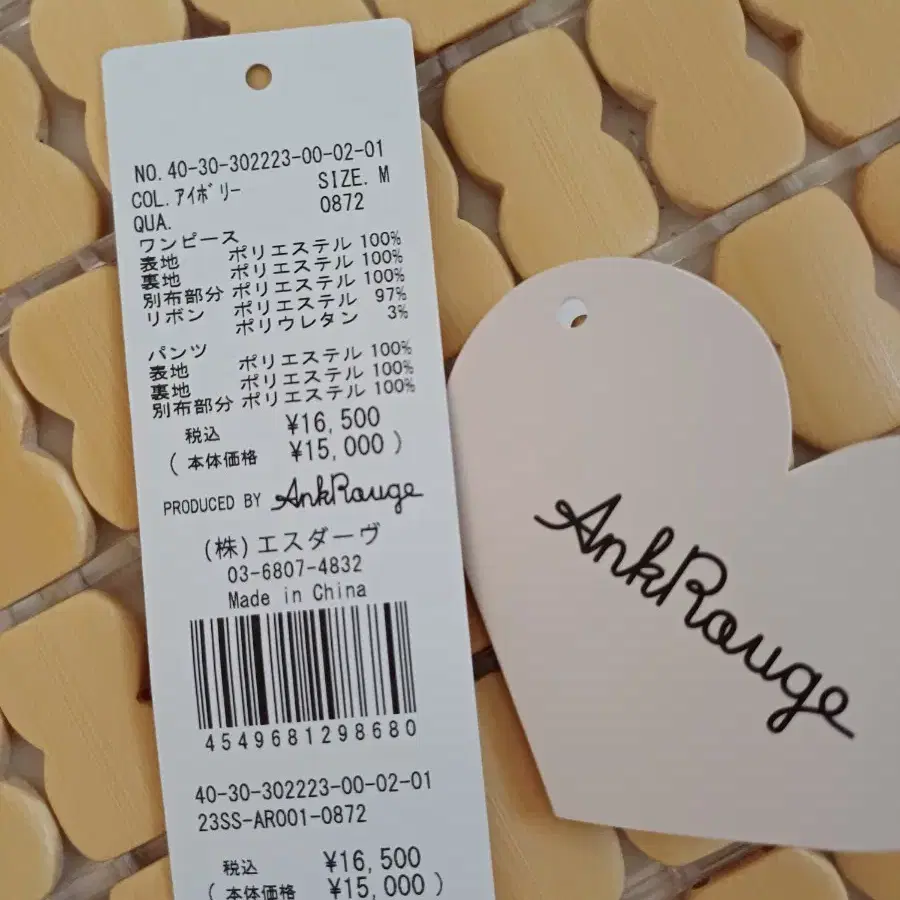 NO. 40-30-302223-00-02-01
COL. ｱｲﾎﾞﾘｰ SIZE. M
QUA. 0872
ワンピース
表地 ポリエステル 100%
裏地 ポリエステル 100%
別布部分 ポリエステル 100%
リボン ポリエステル 97%
ポリウレタン 3%
パンツ
表地 ポリエステル 100%
裏地 ポリエステル 100%
別布部分 ポリエステル 100%
税込 ¥16,500
( 本体価格 ¥15,000 )
PRODUCED BY AnkRouge
(株)エスダーヴ
03-6807-4832
Made in China
4549681298680
40-30-302223-00-02-01
23SS-AR001-0872
税込 ¥16,500
( 本体価格 ¥15,000 )
AnkRouge